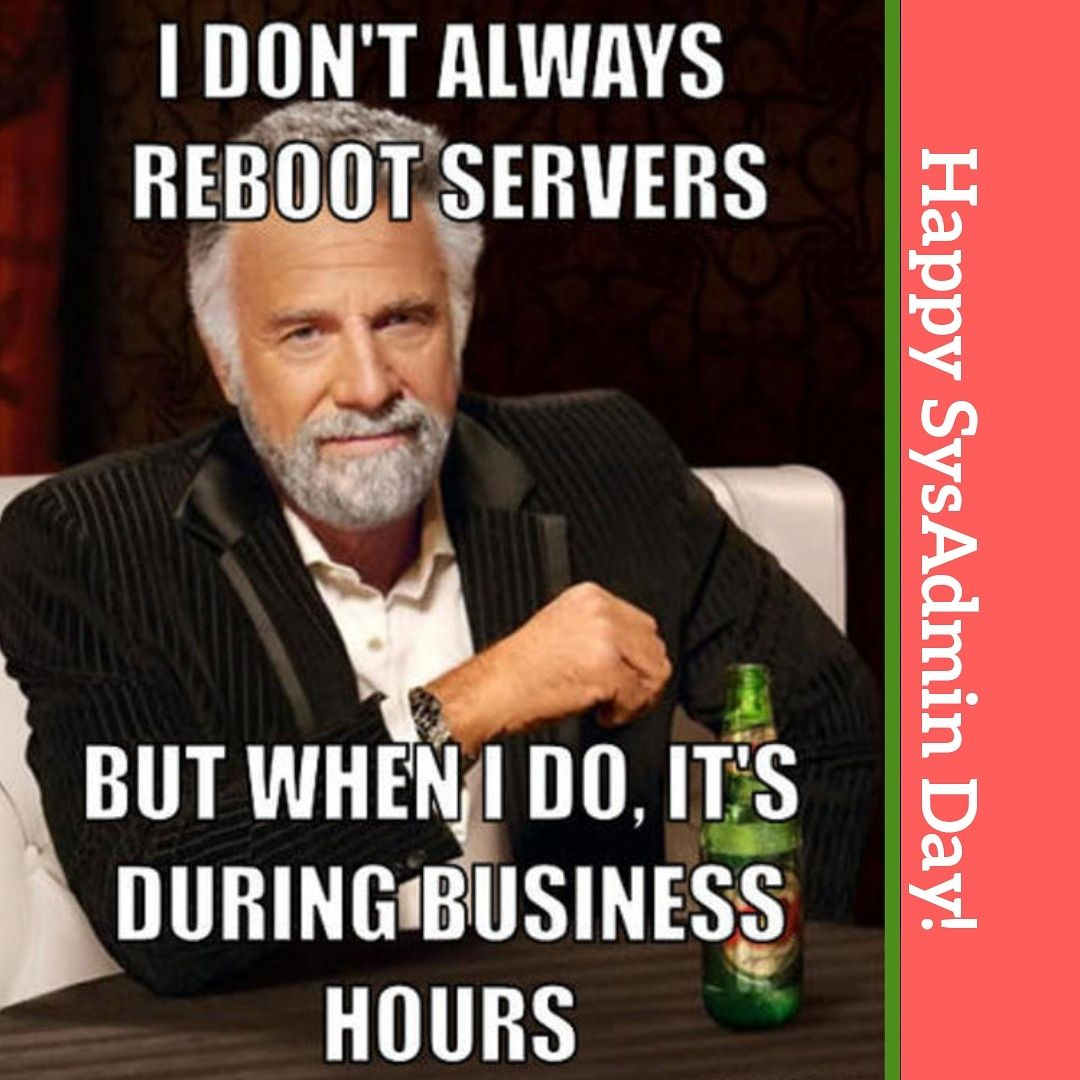 I DON'T ALWAYS
REBOOT SERVERS
BUT WHEN I DO, IT'S
DURING BUSINESS
HOURS
Happy SysAdmin Day!